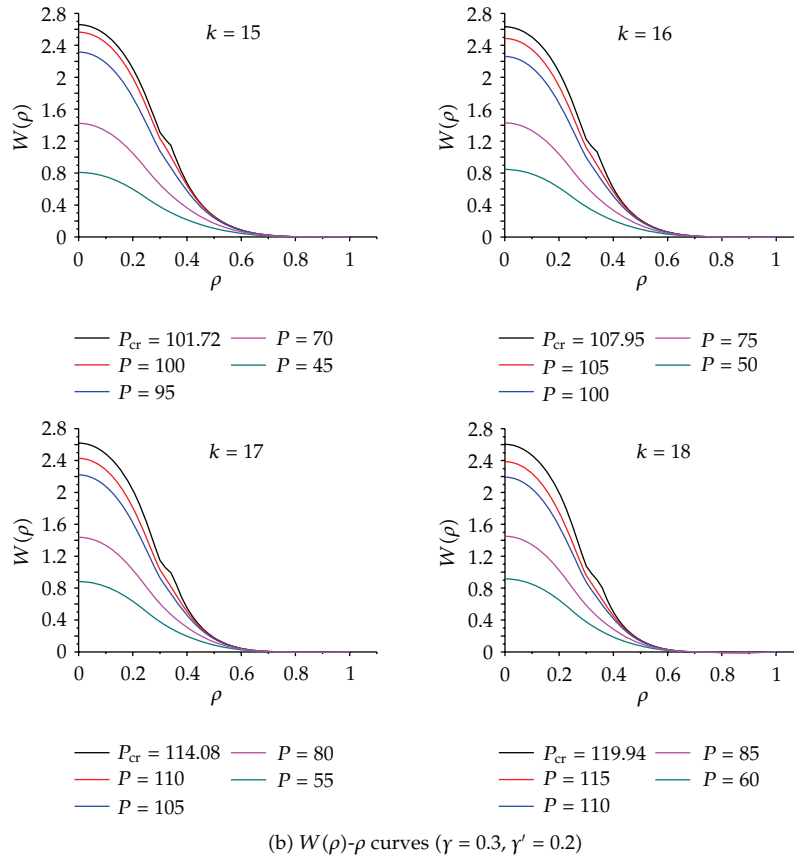 k = 15
W(ρ)
2.8
2.4
2
1.6
1.2
0.8
0.4
0
0 0.2 0.4 0.6 0.8 1
ρ
P_cr = 101.72 P = 70
P = 100 P = 45
P = 95
k = 16
W(ρ)
2.8
2.4
2
1.6
1.2
0.8
0.4
0
0 0.2 0.4 0.6 0.8 1
ρ
P_cr = 107.95 P = 75
P = 105 P = 50
P = 100
k = 17
W(ρ)
2.8
2.4
2
1.6
1.2
0.8
0.4
0
0 0.2 0.4 0.6 0.8 1
ρ
P_cr = 114.08 P = 80
P = 110 P = 55
P = 105
k = 18
W(ρ)
2.8
2.4
2
1.6
1.2
0.8
0.4
0
0 0.2 0.4 0.6 0.8 1
ρ
P_cr = 119.94 P = 85
P = 115 P = 60
P = 110
(b) W(ρ)-ρ curves (γ = 0.3, γ′ = 0.2)